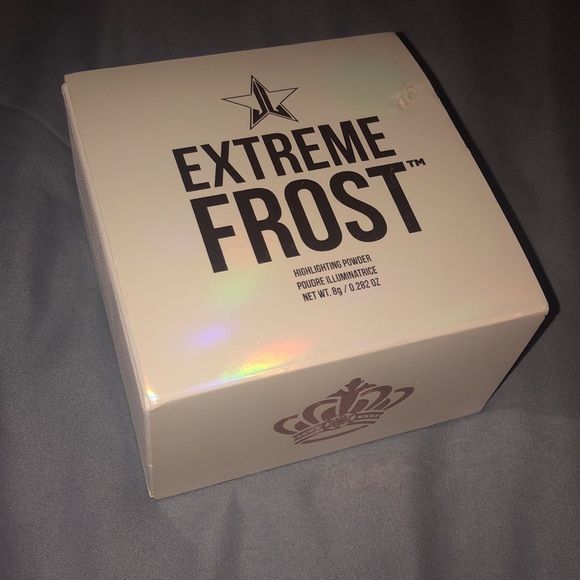 EXTREME
FROST™
HIGHLIGHTING POWDER
POUDRE ILLUMINATRICE
NET WT. 8g / 0.282 OZ